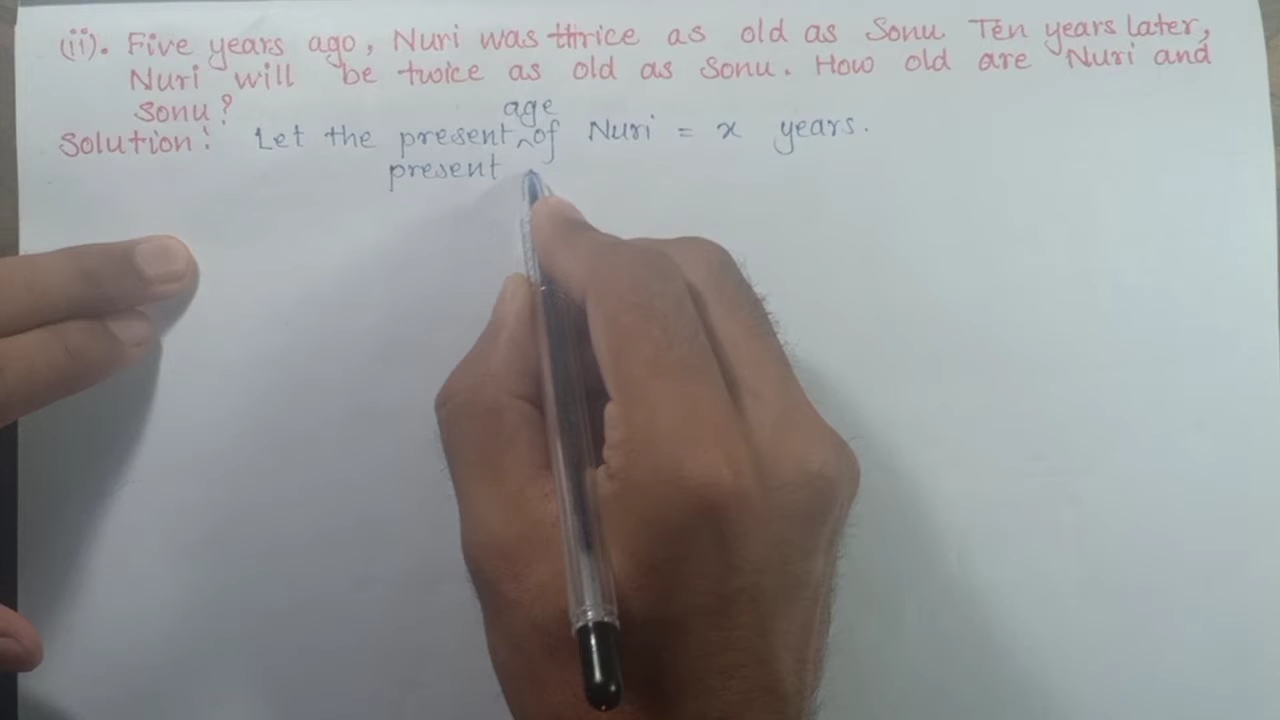 (ii). Five years ago, Nuri was thrice as old as Sonu Ten years later,
Nuri will be twice as old as Sonu. How old are Nuri and
Sonu?
Solution: Let the present ^age of Nuri = x years.
present